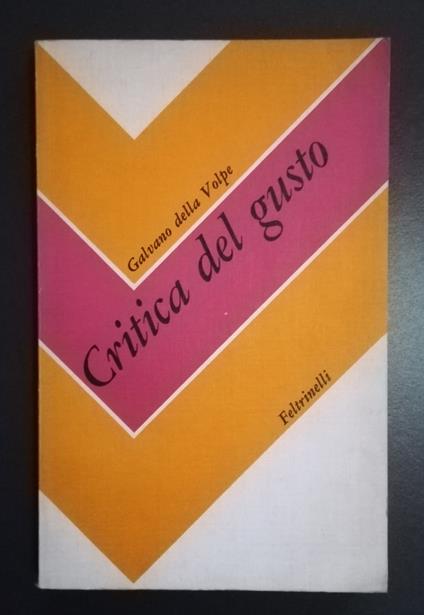 Galvano della Volpe
Critica del gusto
Feltrinelli